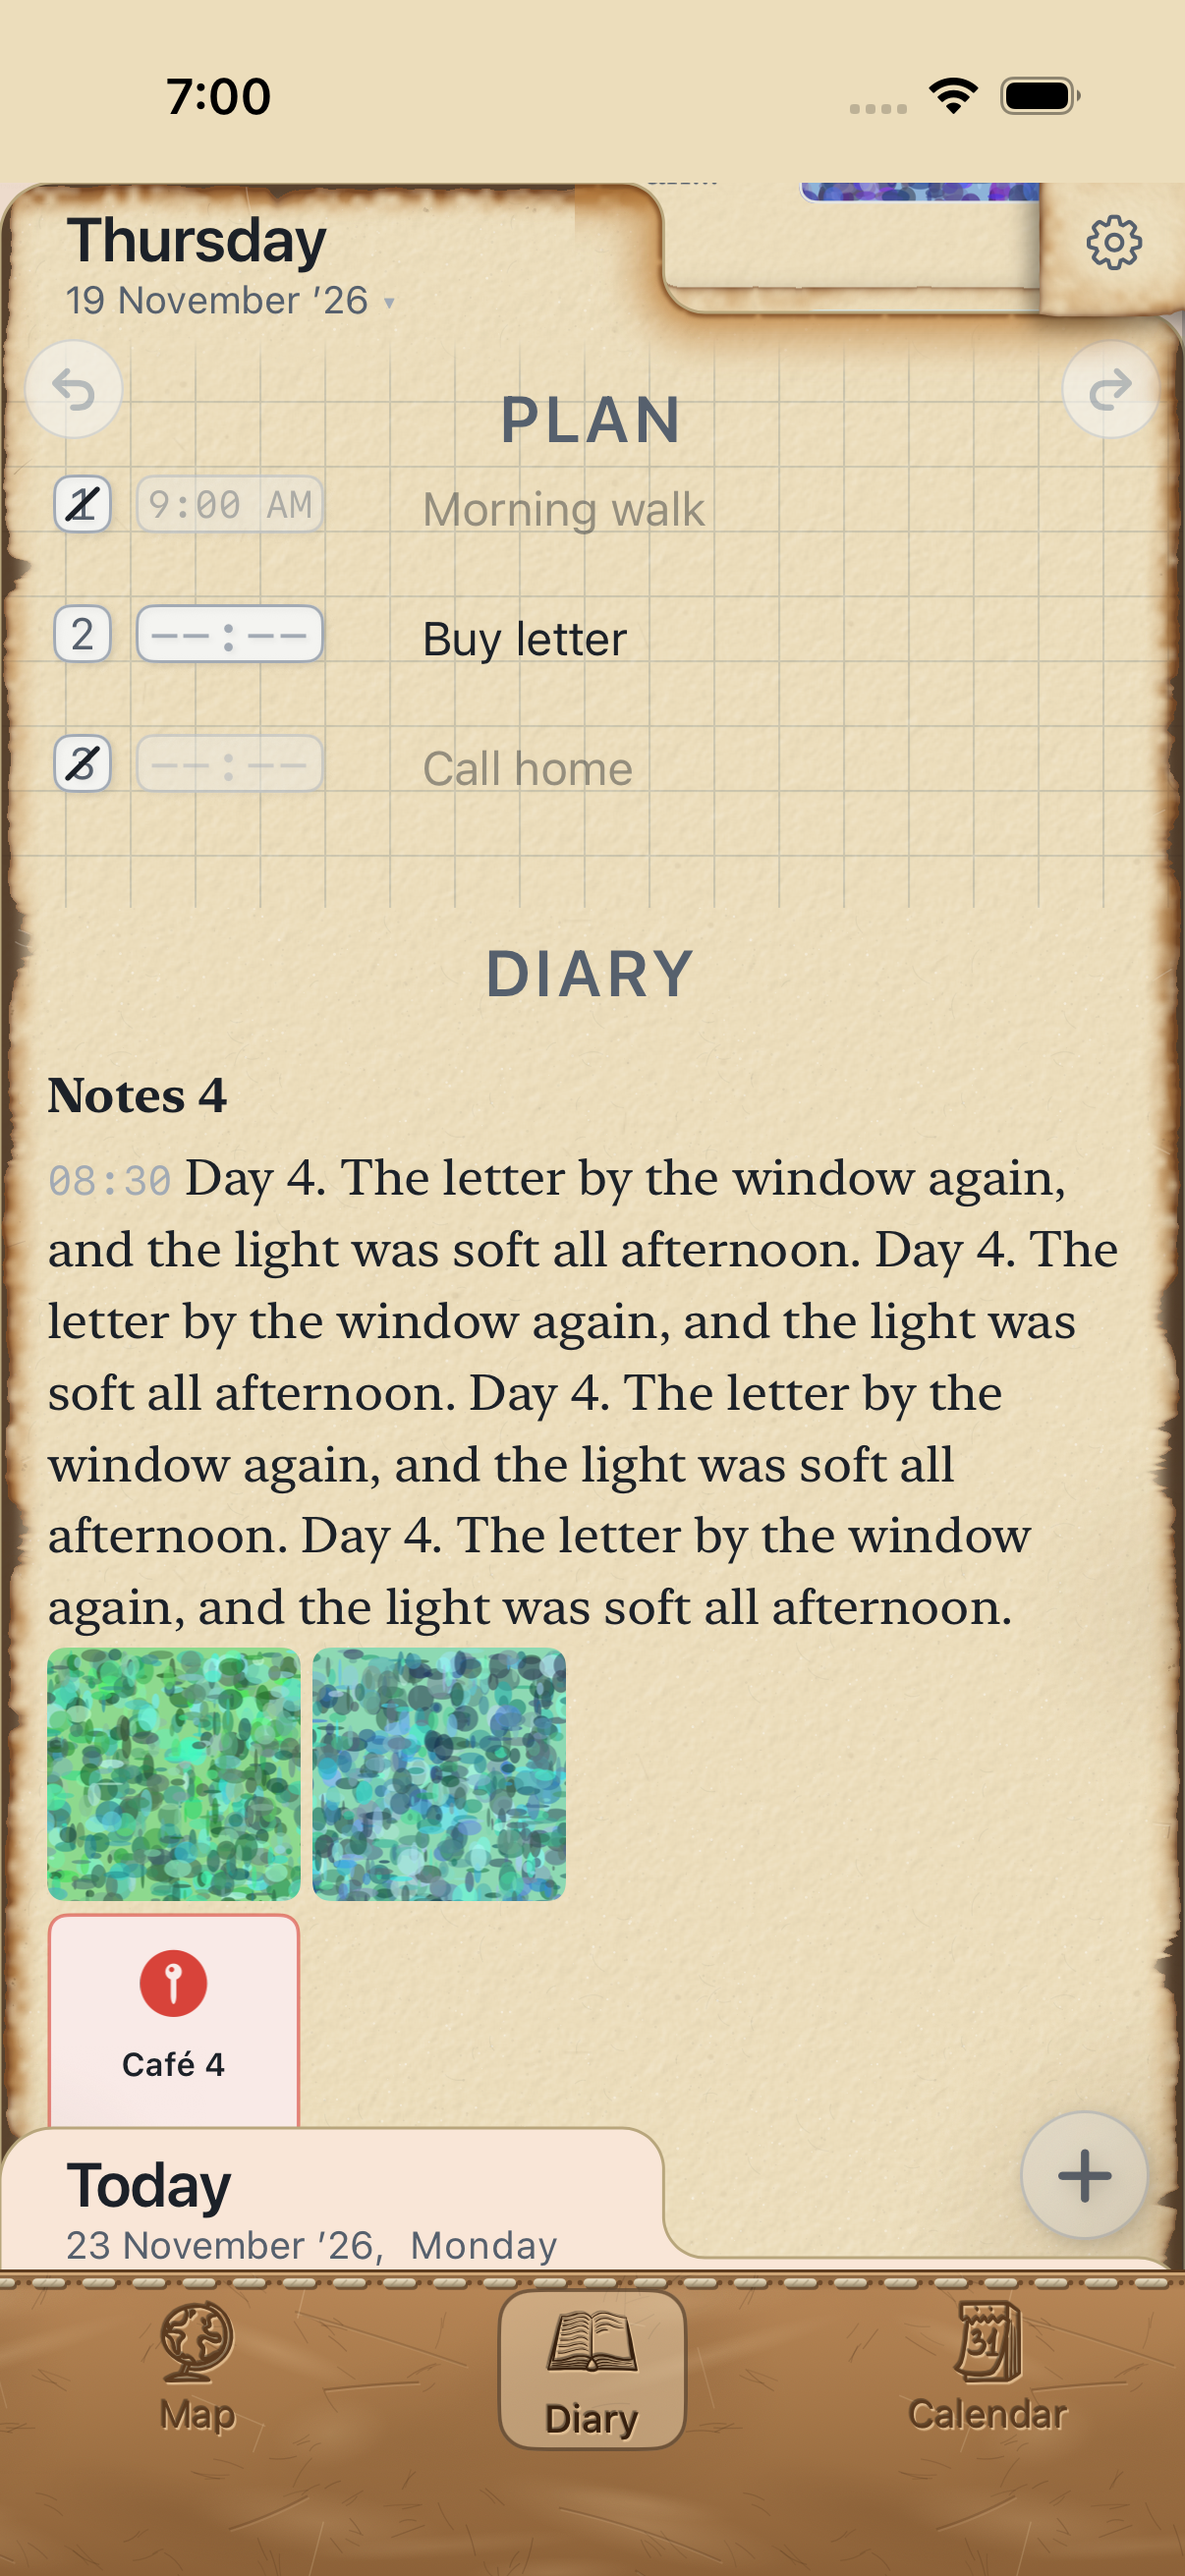 7:00
Thursday
19 November ’26 ▾
PLAN
1 9:00 AM Morning walk
2 ––:–– Buy letter
3 ––:–– Call home
DIARY
Notes 4
08:30 Day 4. The letter by the window again,
and the light was soft all afternoon. Day 4. The
letter by the window again, and the light was
soft all afternoon. Day 4. The letter by the
window again, and the light was soft all
afternoon. Day 4. The letter by the window
again, and the light was soft all afternoon.
Café 4
Today
23 November ’26, Monday
Map
Diary
31
Calendar